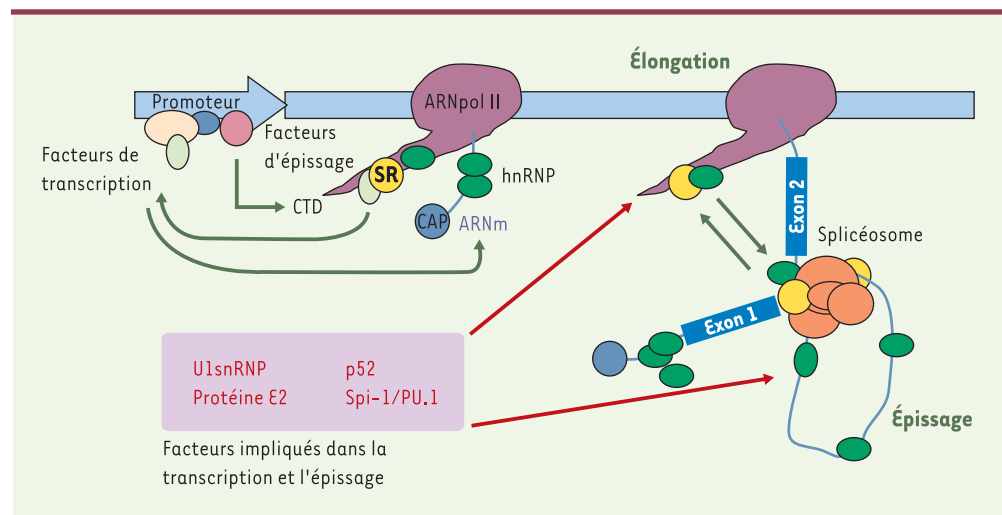 Élongation
Promoteur
ARNpol II
Facteurs
d'épissage
Facteurs de
transcription
SR
hnRNP
CTD
CAP
ARNm
Exon 2
Splicéosome
Exon 1
U1snRNP
p52
Protéine E2
Spi-1/PU.1
Épissage
Facteurs impliqués dans la
transcription et l'épissage